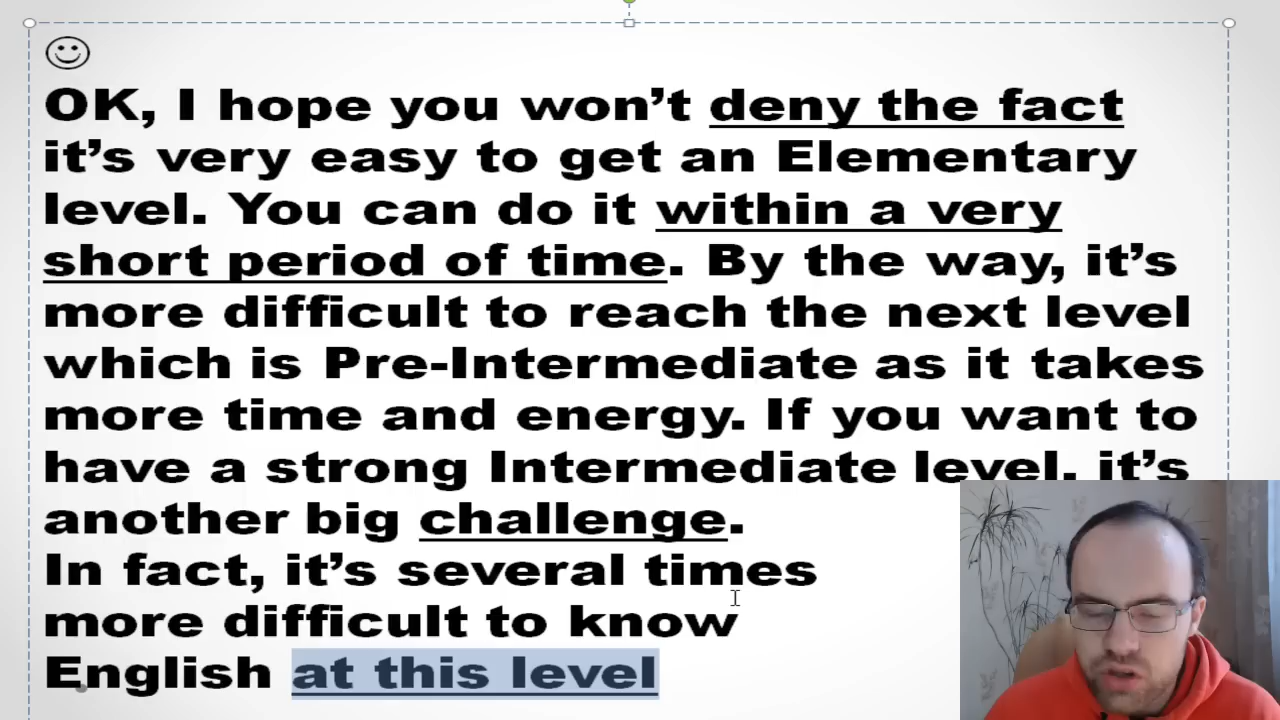 OK, I hope you won’t deny the fact
it’s very easy to get an Elementary
level. You can do it within a very
short period of time. By the way, it’s
more difficult to reach the next level
which is Pre-Intermediate as it takes
more time and energy. If you want to
have a strong Intermediate level, it’s
another big challenge.
In fact, it’s several times
more difficult to know
English at this level